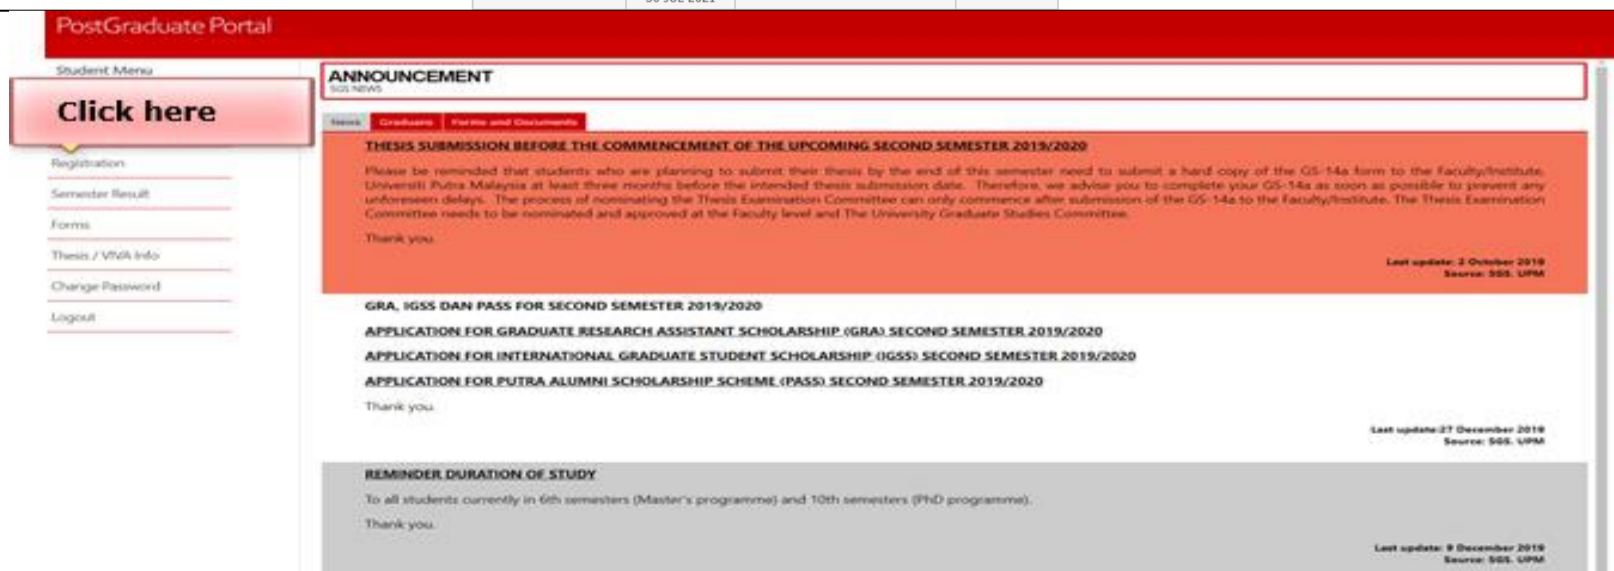 30 JUL 2021
PostGraduate Portal
Student Menu
Click here
Registration
Semester Result
Forms
Thesis / VIVA Info
Change Password
Logout
ANNOUNCEMENT
SGS NEWS
News Graduans Forms and Documents
THESIS SUBMISSION BEFORE THE COMMENCEMENT OF THE UPCOMING SECOND SEMESTER 2019/2020
Please be reminded that students who are planning to submit their thesis by the end of this semester need to submit a hard copy of the GS-14a form to the Faculty/Institute,
Universiti Putra Malaysia at least three months before the intended thesis submission date. Therefore, we advise you to complete your GS-14a as soon as possible to prevent any
unforeseen delays. The process of nominating the Thesis Examination Committee can only commence after submission of the GS-14a to the Faculty/Institute. The Thesis Examination
Committee needs to be nominated and approved at the Faculty level and The University Graduate Studies Committee.
Thank you.
Last update: 2 October 2019
Source: SGS. UPM
GRA, IGSS DAN PASS FOR SECOND SEMESTER 2019/2020
APPLICATION FOR GRADUATE RESEARCH ASSISTANT SCHOLARSHIP (GRA) SECOND SEMESTER 2019/2020
APPLICATION FOR INTERNATIONAL GRADUATE STUDENT SCHOLARSHIP (IGSS) SECOND SEMESTER 2019/2020
APPLICATION FOR PUTRA ALUMNI SCHOLARSHIP SCHEME (PASS) SECOND SEMESTER 2019/2020
Thank you.
Last update:27 December 2019
Source: SGS. UPM
REMINDER DURATION OF STUDY
To all students currently in 6th semesters (Master's programme) and 10th semesters (PhD programme).
Thank you.
Last update: 9 December 2019
Source: SGS. UPM